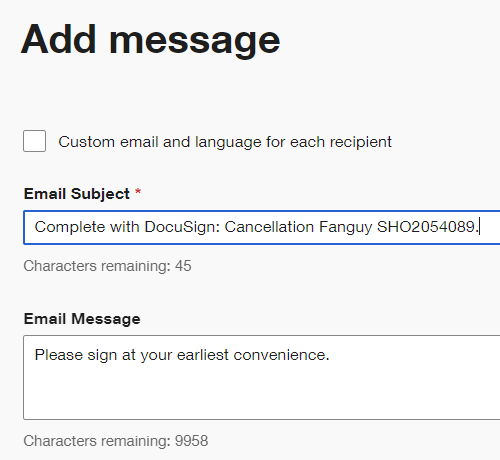 Add message
Custom email and language for each recipient
Email Subject *
Complete with DocuSign: Cancellation Fanguy SHO2054089.
Characters remaining: 45
Email Message
Please sign at your earliest convenience.
Characters remaining: 9958